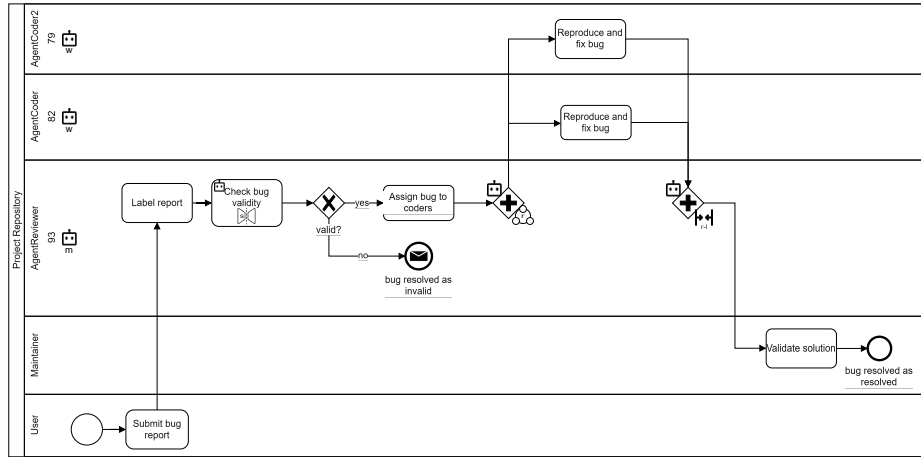 Project Repository
AgentCoder2
79
w
Reproduce and
fix bug
AgentCoder
82
w
Reproduce and
fix bug
AgentReviewer
93
m
Label report
Check bug
validity
valid?
yes
no
Assign bug to
coders
bug resolved as
invalid
r
r-l
Maintainer
Validate solution
bug resolved as
resolved
User
Submit bug
report